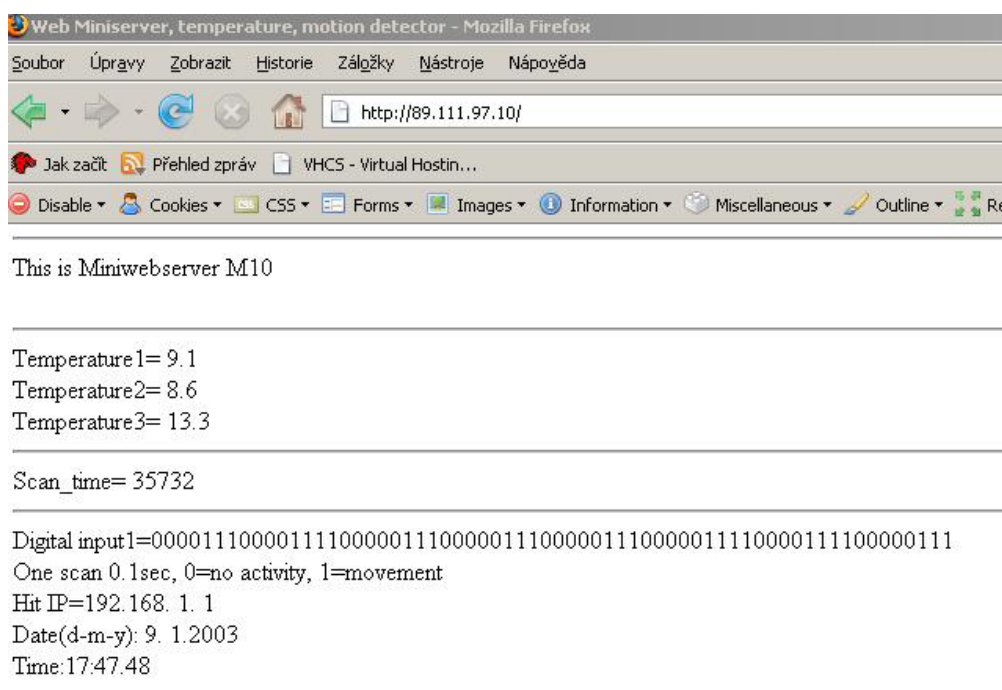 Web Miniserver, temperature, motion detector - Mozilla Firefox
Soubor Úpravy Zobrazit Historie Záložky Nástroje Nápověda
http://89.111.97.10/
Jak začít Přehled zpráv VHCS - Virtual Hostin...
Disable Cookies CSS Forms Images Information Miscellaneous Outline Re
This is Miniwebserver M10
Temperature1= 9.1
Temperature2= 8.6
Temperature3= 13.3
Scan_time= 35732
Digital input1=0000111000011110000011100000111000001110000011110000111100000111
One scan 0.1sec, 0=no activity, 1=movement
Hit IP=192.168. 1. 1
Date(d-m-y): 9. 1.2003
Time:17:47.48